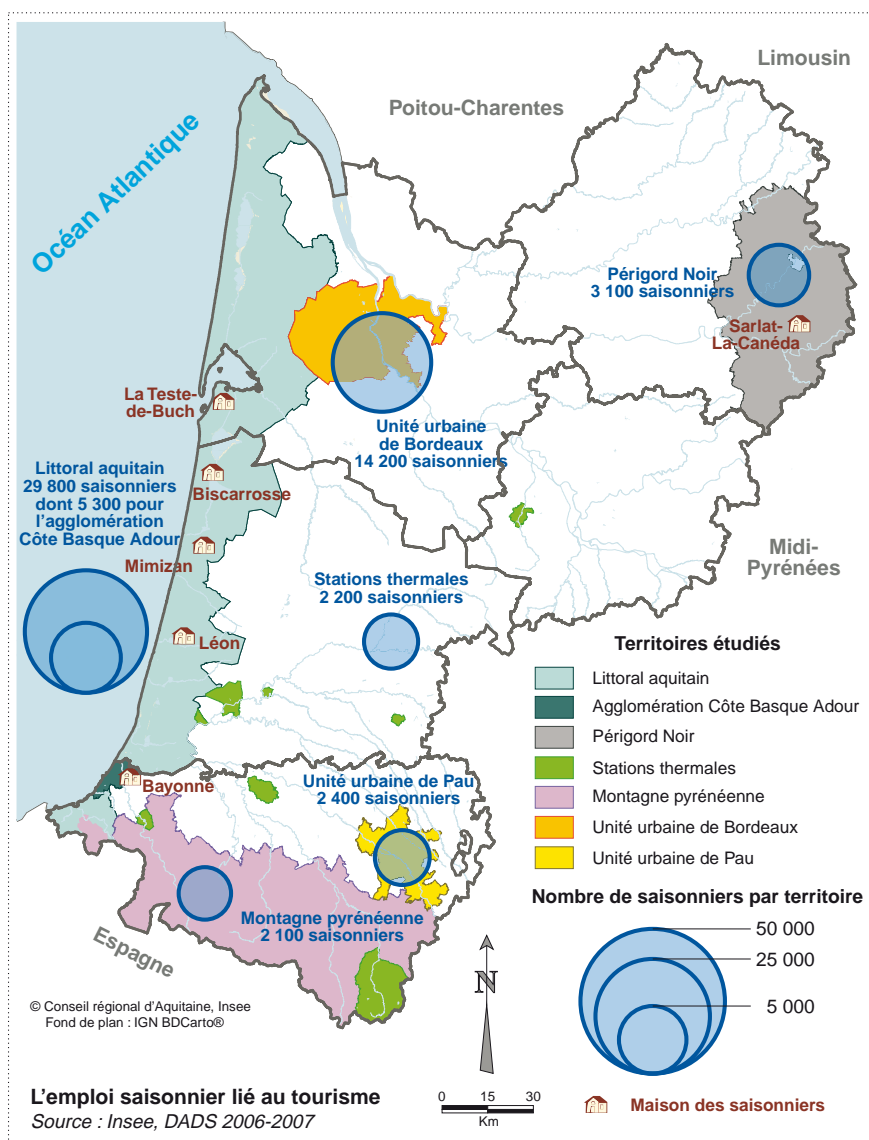 Limousin
Poitou-Charentes
Océan Atlantique
Périgord Noir
3 100 saisonniers
Sarlat-
La-Canéda
La Teste-
de-Buch
Unité urbaine
de Bordeaux
14 200 saisonniers
Littoral aquitain
29 800 saisonniers
dont 5 300 pour
l'agglomération
Côte Basque Adour
Biscarrosse
Mimizan
Midi-
Pyrénées
Stations thermales
2 200 saisonniers
Léon
Bayonne
Unité urbaine de Pau
2 400 saisonniers
Montagne pyrénéenne
2 100 saisonniers
Espagne
Territoires étudiés
Littoral aquitain
Agglomération Côte Basque Adour
Périgord Noir
Stations thermales
Montagne pyrénéenne
Unité urbaine de Bordeaux
Unité urbaine de Pau
Nombre de saisonniers par territoire
50 000
25 000
5 000
Maison des saisonniers
N
© Conseil régional d'Aquitaine, Insee
Fond de plan : IGN BDCarto®
L'emploi saisonnier lié au tourisme
Source : Insee, DADS 2006-2007
0 15 30
Km